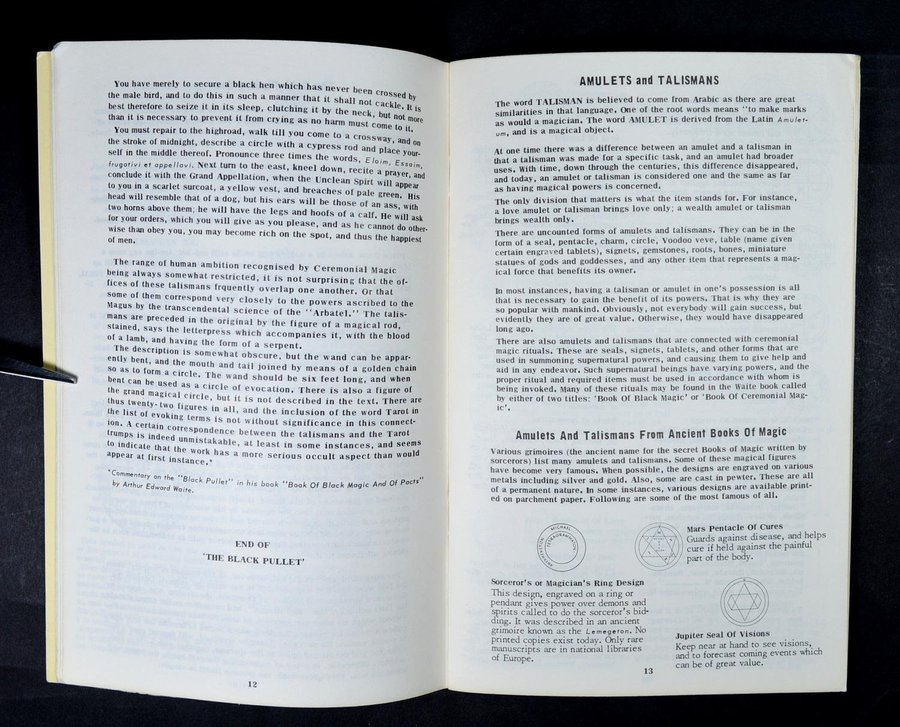 You have merely to secure a black hen which has never been crossed by
the male bird, and to do this in such a manner that it shall not cackle. It is
best therefore to seize it in its sleep, clutching it by the neck, but not more
than it is necessary to prevent it from crying as no harm must come to it.
You must repair to the highroad, walk till you come to a crossway, and on
the stroke of midnight, describe a circle with a cypress rod and place your-
self in the middle thereof. Pronounce three times the words, Eloim, Essaim,
frugativi et appellavi. Next turn to the east, kneel down, recite a prayer, and
conclude it with the Grand Appellation, when the Unclean Spirt will appear
to you in a scarlet surcoat, a yellow vest, and breaches of pale green. His
head will resemble that of a dog, but his ears will be those of an ass, with
two horns above them; he will have the legs and hoofs of a calf. He will ask
for your orders, which you will give as you please, and as he cannot do other-
wise than obey you, you may become rich on the spot, and thus the happiest
of men.
The range of human ambition recognised by Ceremonial Magic
being always somewhat restricted, it is not surprising that the of-
fices of these talismans frquently overlap one another. Or that
some of them correspond very closely to the powers ascribed to the
Magus by the transcendental science of the "Arbatel." The talis-
mans are preceded in the original by the figure of a magical rod,
stained, says the letterpress which accompanies it, with the blood
of a lamb, and having the form of a serpent.
The description is somewhat obscure, but the wand can be appar-
ently bent, and the mouth and tail joined by means of a golden chain
so as to form a circle. The wand should be six feet long, and when
bent can be used as a circle of evocation. There is also a figure of
the grand magical circle, but it is not described in the text. There are
thus twenty-two figures in all, and the inclusion of the word Tarot in
the list of evoking terms is not without significance in this connect-
ion. A certain correspondence between the talismans and the Tarot
trumps is indeed unmistakable, at least in some instances, and seems
to indicate that the work has a more serious occult aspect than would
appear at first instance.*
*Commentary on the "Black Pullet" in his book "Book Of Black Magic And Of Pacts"
by Arthur Edward Waite.
END OF
'THE BLACK PULLET'
12
AMULETS and TALISMANS
The word TALISMAN is believed to come from Arabic as there are great
similarities in that language. One of the root words means "to make marks
as would a magician. The word AMULET is derived from the Latin Amulet-
um, and is a magical object.
At one time there was a difference between an amulet and a talisman in
that a talisman was made for a specific task, and an amulet had broader
uses. With time, down through the centuries, this difference disappeared,
and today, an amulet or talisman is considered one and the same as far
as having magical powers is concerned.
The only division that matters is what the item stands for. For instance,
a love amulet or talisman brings love only; a wealth amulet or talisman
brings wealth only.
There are uncounted forms of amulets and talismans. They can be in the
form of a seal, pentacle, charm, circle, Voodoo veve, table (name given
certain engraved tablets), signets, gemstones, roots, bones, miniature
statues of gods and goddesses, and any other item that represents a mag-
ical force that benefits its owner.
In most instances, having a talisman or amulet in one's possession is all
that is necessary to gain the benefit of its powers. That is why they are
so popular with mankind. Obviously, not everybody will gain success, but
evidently they are of great value. Otherwise, they would have disappeared
long ago.
There are also amulets and talismans that are connected with ceremonial
magic rituals. These are seals, signets, tablets, and other forms that are
used in summoning supernatural powers, and causing them to give help and
aid in any endeavor. Such supernatural beings have varying powers, and the
proper ritual and required items must be used in accordance with whom is
being invoked. Many of these rituals may be found in the Waite book called
by either of two titles: 'Book Of Black Magic' or 'Book Of Ceremonial Mag-
ic'.
Amulets And Talismans From Ancient Books Of Magic
Various grimoires (the ancient name for the secret Books of Magic written by
sorcerors) list many amulets and talismans. Some of these magical figures
have become very famous. When possible, the designs are engraved on various
metals including silver and gold. Also, some are cast in pewter. These are all
of a permanent nature. In some instances, various designs are available print-
ed on parchment paper. Following are some of the most famous of all.
MICHAEL
TETRAGRAMMATON
Sorceror's or Magician's Ring Design
This design, engraved on a ring or
pendant gives power over demons and
spirits called to do the sorceror's bid-
ding. It was described in an ancient
grimoire known as the Lemegeton. No
printed copies exist today. Only rare
manuscripts are in national libraries
of Europe.
Mars Pentacle Of Cures
Guards against disease, and helps
cure if held against the painful
part of the body.
Jupiter Seal Of Visions
Keep near at hand to see visions,
and to forecast coming events which
can be of great value.
13